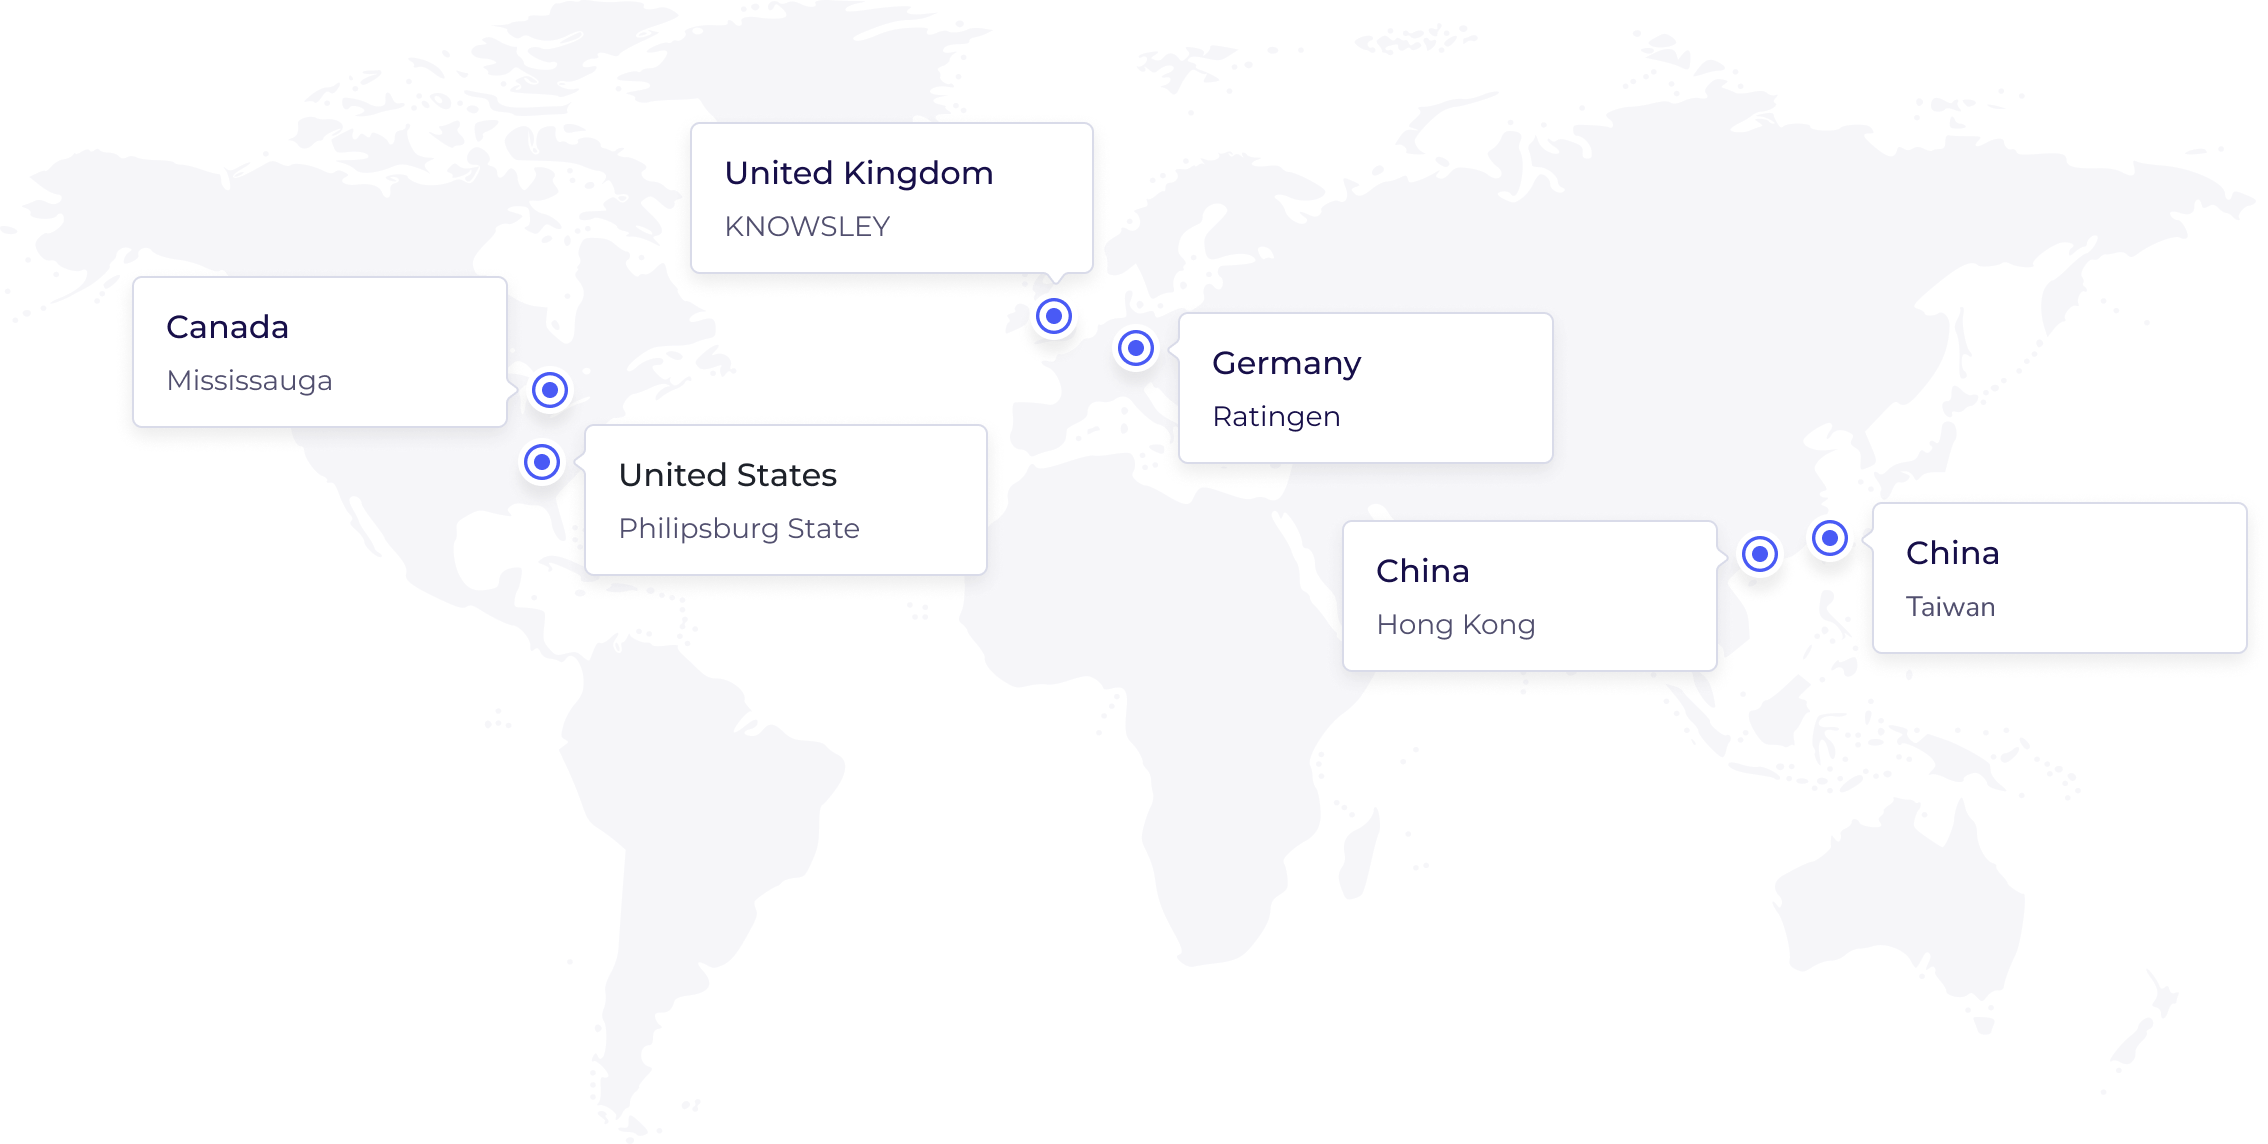 United Kingdom
KNOWSLEY
Canada
Mississauga
Germany
Ratingen
United States
Philipsburg State
China
Hong Kong
China
Taiwan